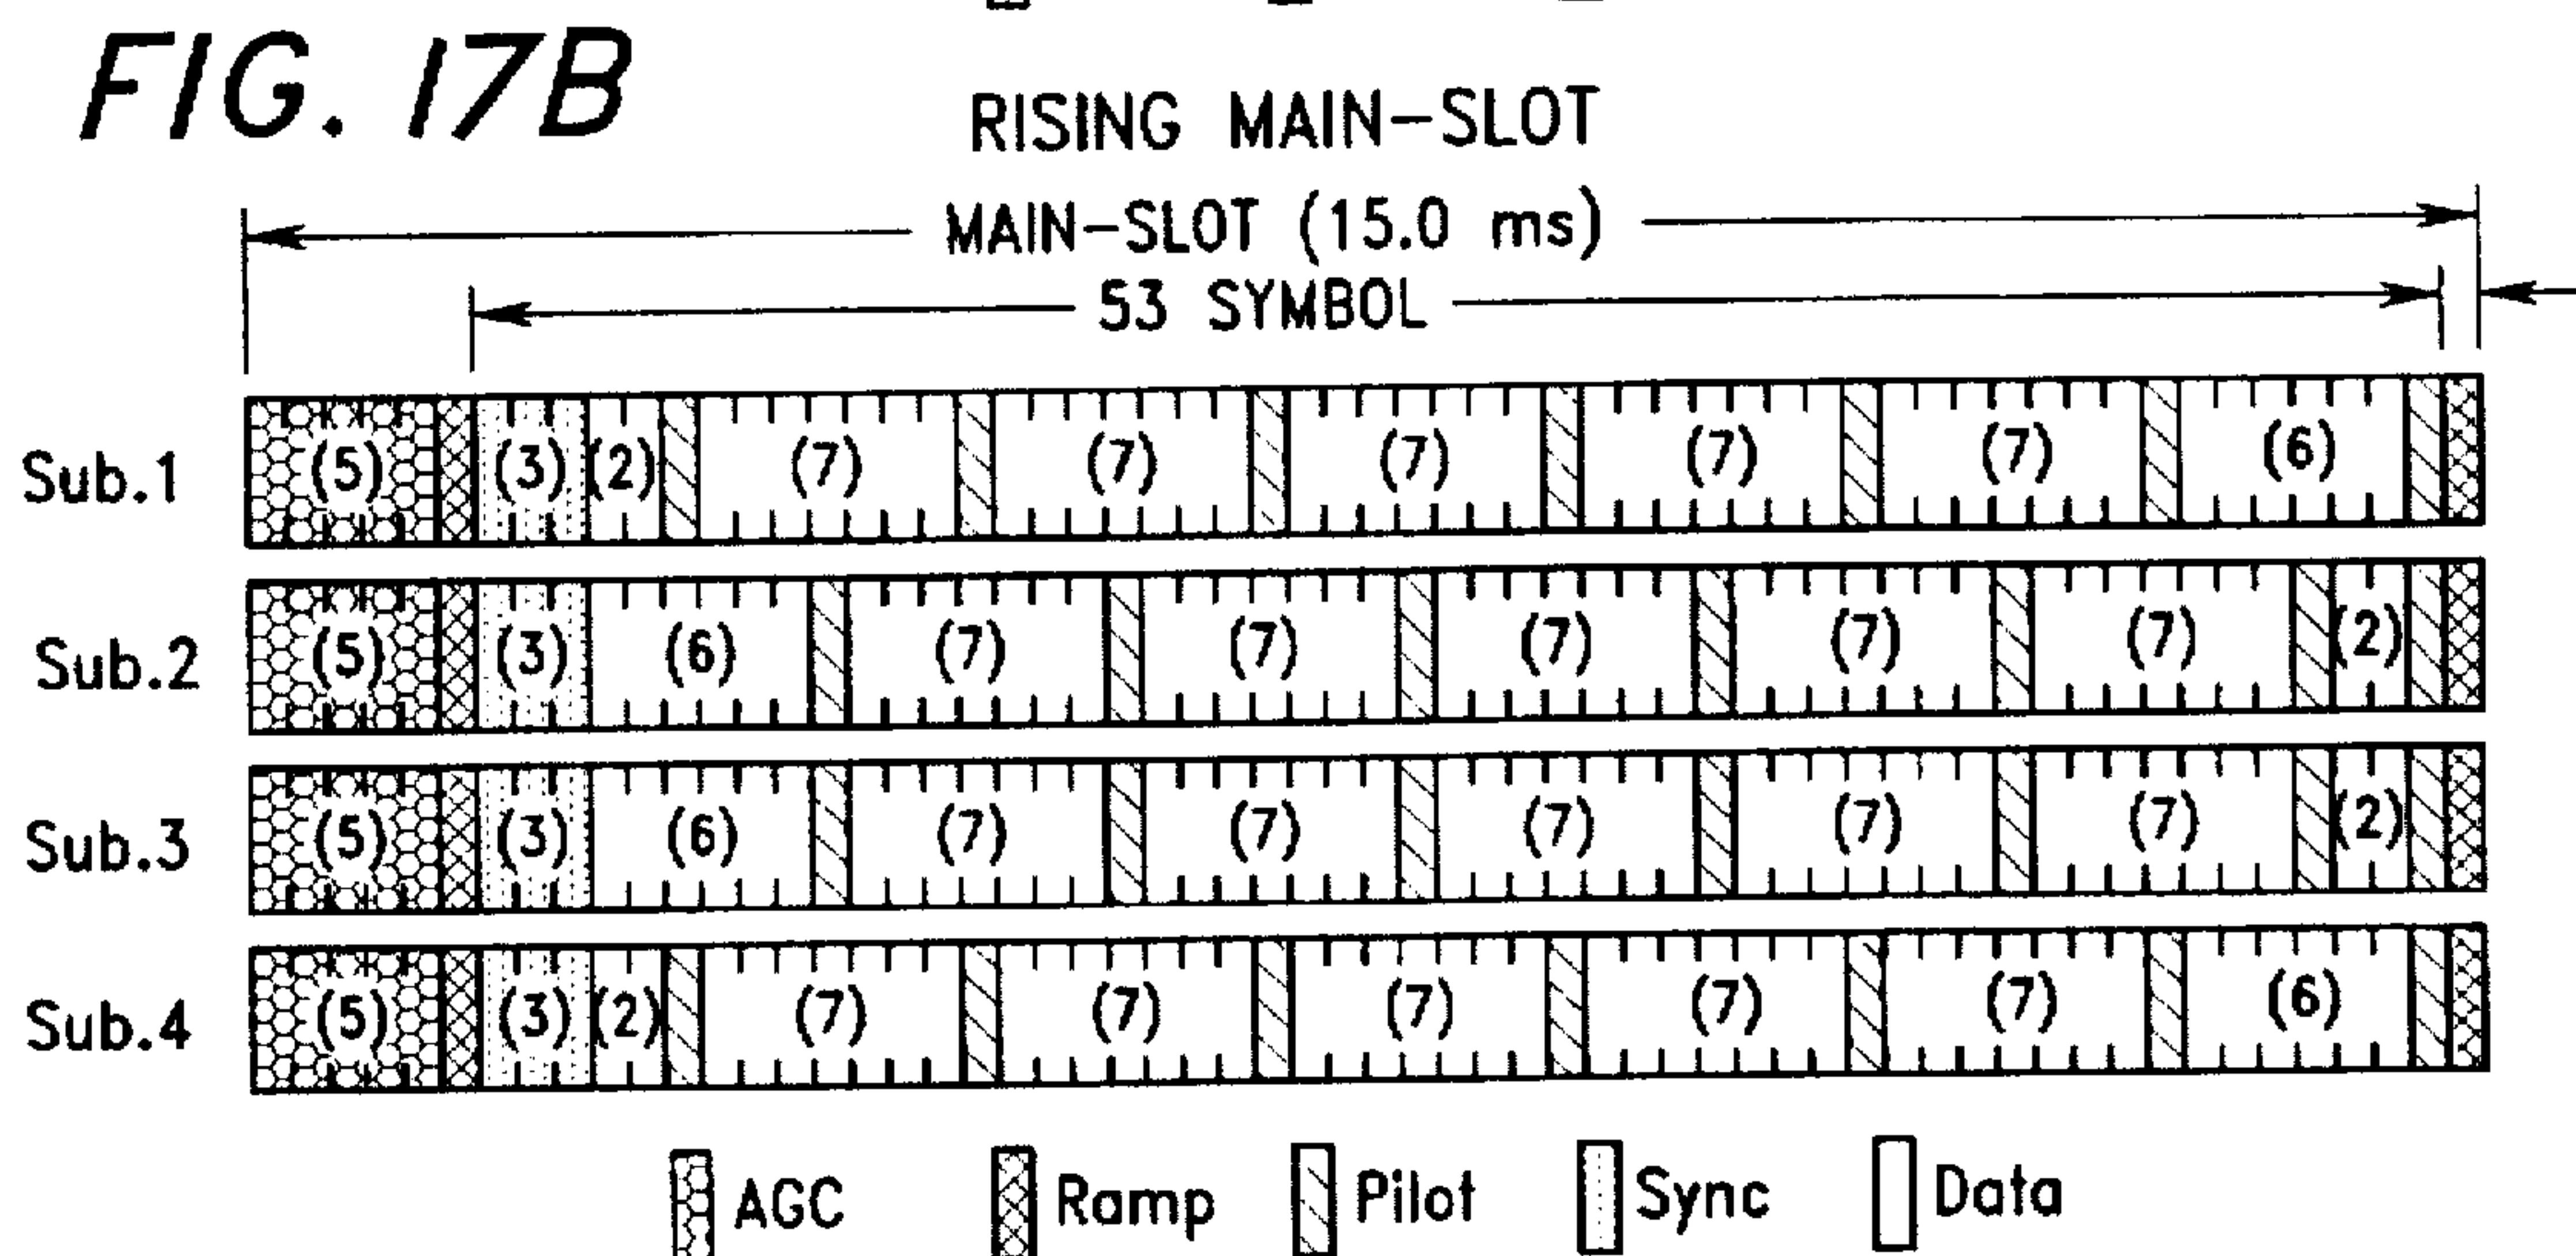 FIG. 17B
RISING MAIN-SLOT
MAIN-SLOT (15.0 ms)
53 SYMBOL
Sub.1 (5) (3) (2) (7) (7) (7) (7) (7) (6)
Sub.2 (5) (3) (6) (7) (7) (7) (7) (7) (2)
Sub.3 (5) (3) (6) (7) (7) (7) (7) (7) (2)
Sub.4 (5) (3) (2) (7) (7) (7) (7) (7) (6)
AGC Ramp Pilot Sync Data